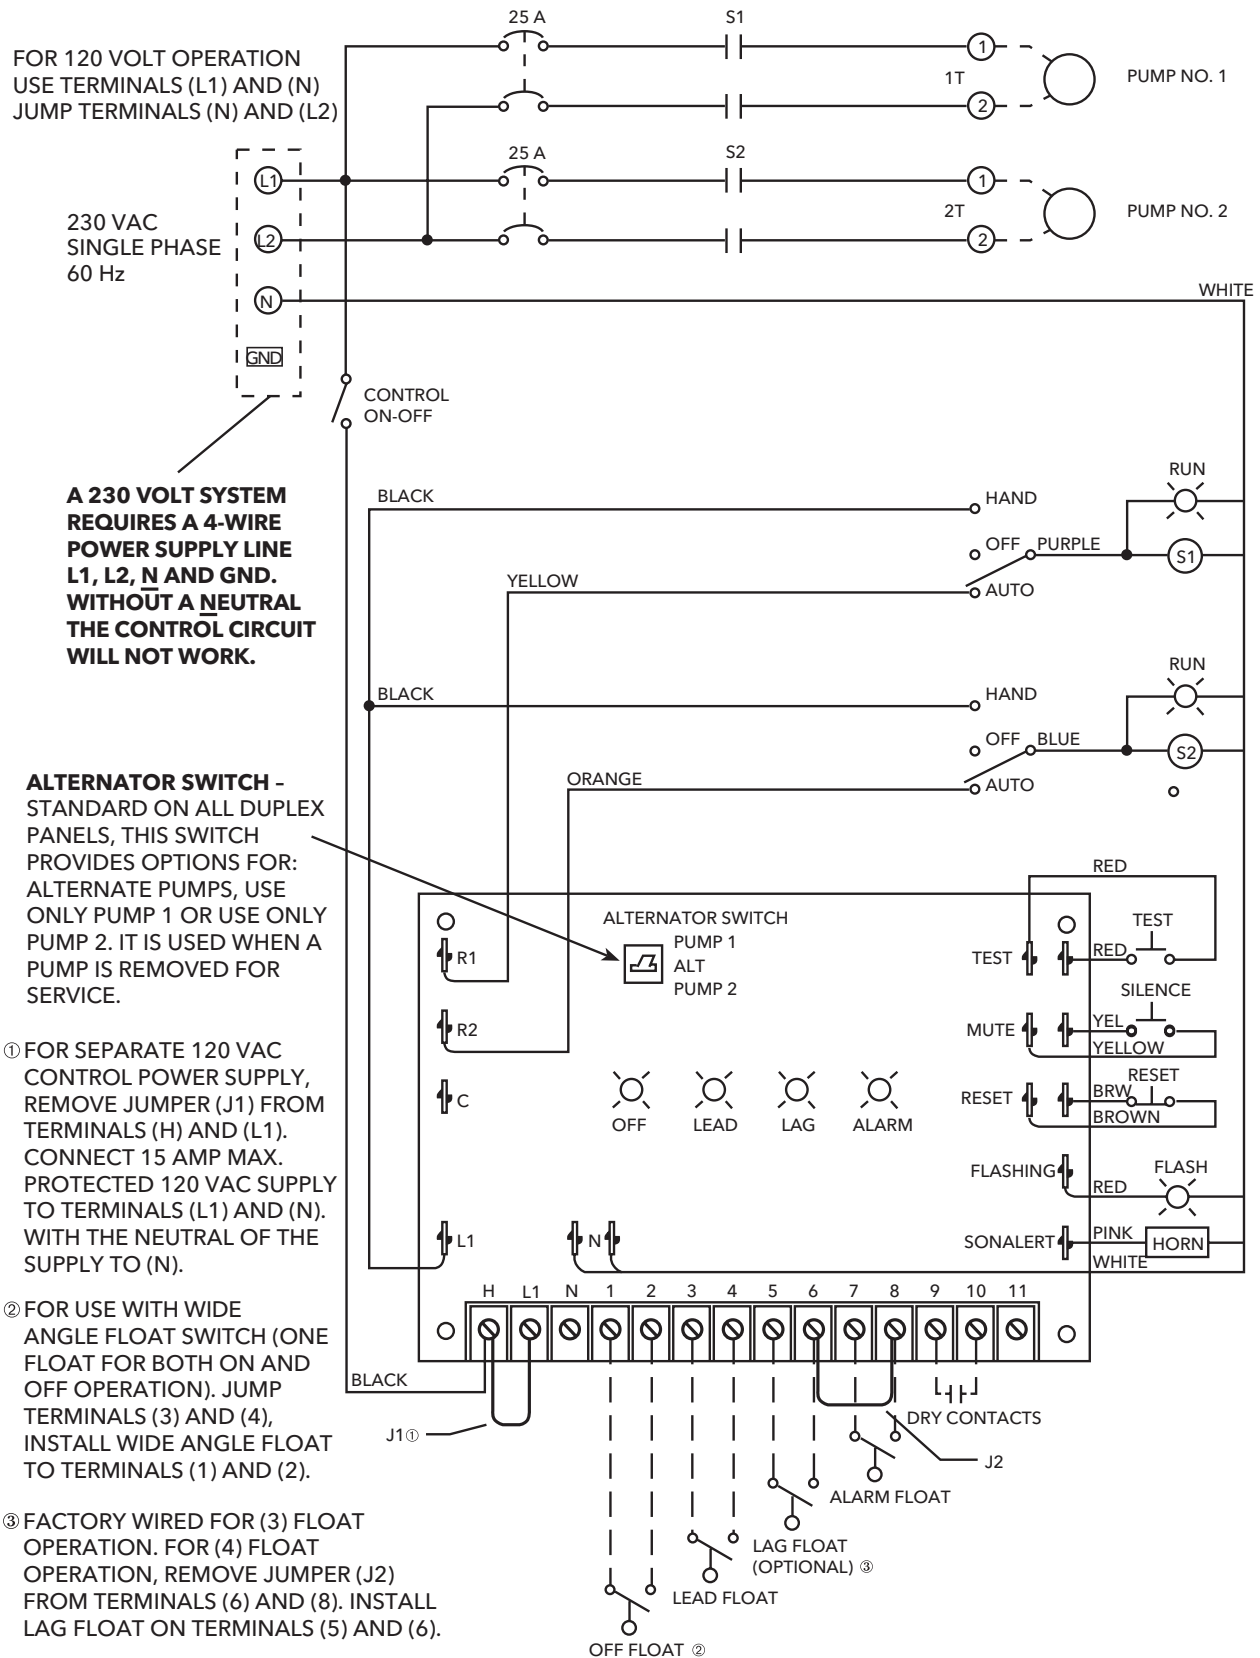 25 A
S1
FOR 120 VOLT OPERATION
USE TERMINALS (L1) AND (N)
JUMP TERMINALS (N) AND (L2)
1
1T
2
PUMP NO. 1
25 A
S2
1
2T
2
PUMP NO. 2
L1
L2
N
GND
230 VAC
SINGLE PHASE
60 Hz
WHITE
CONTROL
ON-OFF
A 230 VOLT SYSTEM
REQUIRES A 4-WIRE
POWER SUPPLY LINE
L1, L2, N AND GND.
WITHOUT A NEUTRAL
THE CONTROL CIRCUIT
WILL NOT WORK.
BLACK
HAND
RUN
OFF
PURPLE
S1
YELLOW
AUTO
BLACK
HAND
RUN
OFF
BLUE
S2
ORANGE
AUTO
ALTERNATOR SWITCH –
STANDARD ON ALL DUPLEX
PANELS, THIS SWITCH
PROVIDES OPTIONS FOR:
ALTERNATE PUMPS, USE
ONLY PUMP 1 OR USE ONLY
PUMP 2. IT IS USED WHEN A
PUMP IS REMOVED FOR
SERVICE.
① FOR SEPARATE 120 VAC
CONTROL POWER SUPPLY,
REMOVE JUMPER (J1) FROM
TERMINALS (H) AND (L1).
CONNECT 15 AMP MAX.
PROTECTED 120 VAC SUPPLY
TO TERMINALS (L1) AND (N).
WITH THE NEUTRAL OF THE
SUPPLY TO (N).
② FOR USE WITH WIDE
ANGLE FLOAT SWITCH (ONE
FLOAT FOR BOTH ON AND
OFF OPERATION). JUMP
TERMINALS (3) AND (4),
INSTALL WIDE ANGLE FLOAT
TO TERMINALS (1) AND (2).
③ FACTORY WIRED FOR (3) FLOAT
OPERATION. FOR (4) FLOAT
OPERATION, REMOVE JUMPER (J2)
FROM TERMINALS (6) AND (8). INSTALL
LAG FLOAT ON TERMINALS (5) AND (6).
ALTERNATOR SWITCH
PUMP 1
ALT
PUMP 2
R1
R2
C
L1
N
OFF
LEAD
LAG
ALARM
RED
TEST
RED
TEST
SILENCE
MUTE
YEL
YELLOW
RESET
RESET
BRW
BROWN
FLASHING
FLASH
RED
SONALERT
PINK
HORN
WHITE
H L1 N 1 2 3 4 5 6 7 8 9 10 11
BLACK
J1①
DRY CONTACTS
J2
ALARM FLOAT
LAG FLOAT
(OPTIONAL) ③
LEAD FLOAT
OFF FLOAT ②